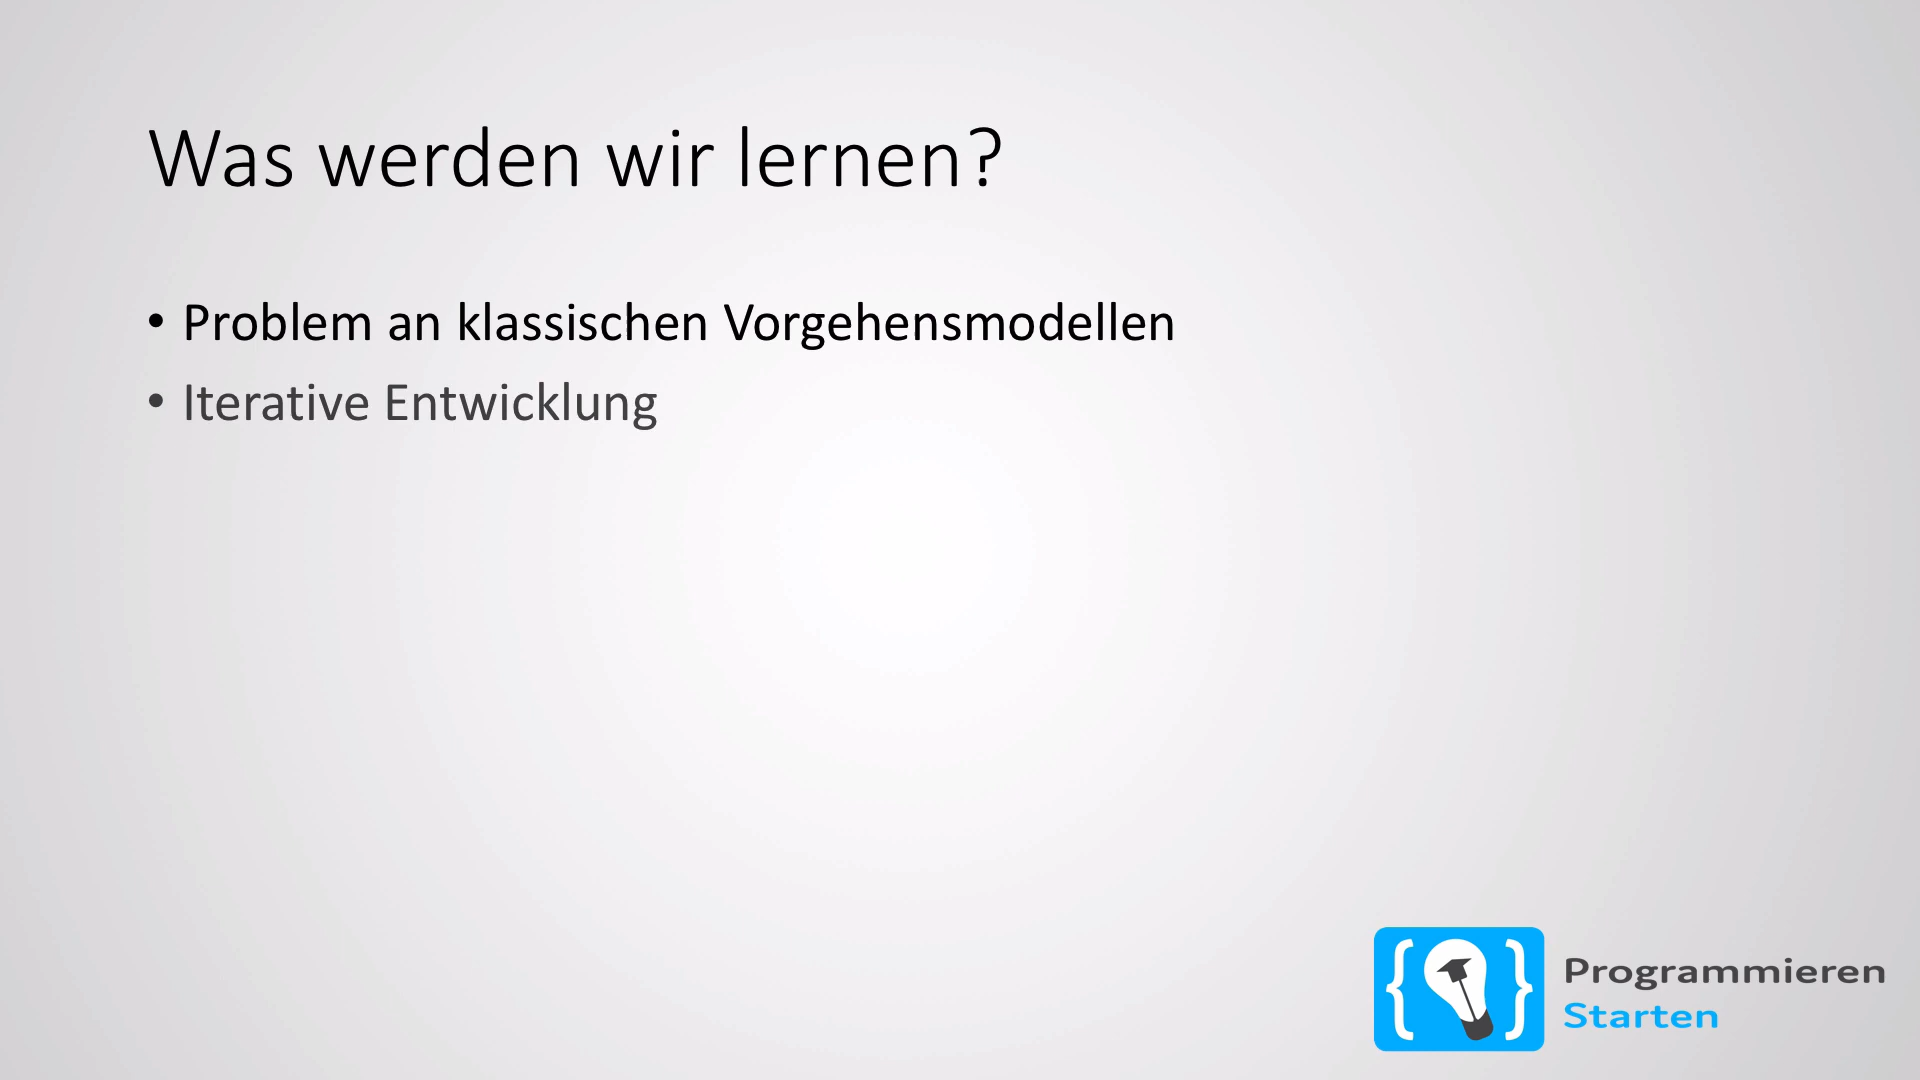 Was werden wir lernen?
• Problem an klassischen Vorgehensmodellen
• Iterative Entwicklung
Programmieren
Starten